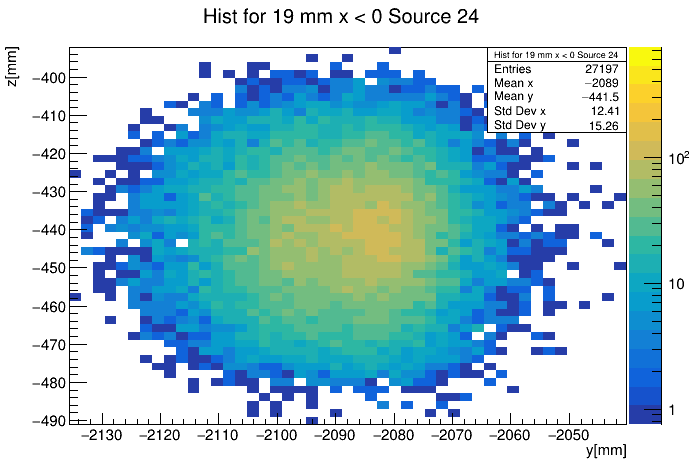 Hist for 19 mm x < 0 Source 24
z[mm]
Hist for 19 mm x < 0 Source 24
Entries 27197
Mean x −2089
Mean y −441.5
Std Dev x 12.41
Std Dev y 15.26
−400
−410
−420
−430
−440
−450
−460
−470
−480
−490
10²
10
1
−2130 −2120 −2110 −2100 −2090 −2080 −2070 −2060 −2050
y[mm]